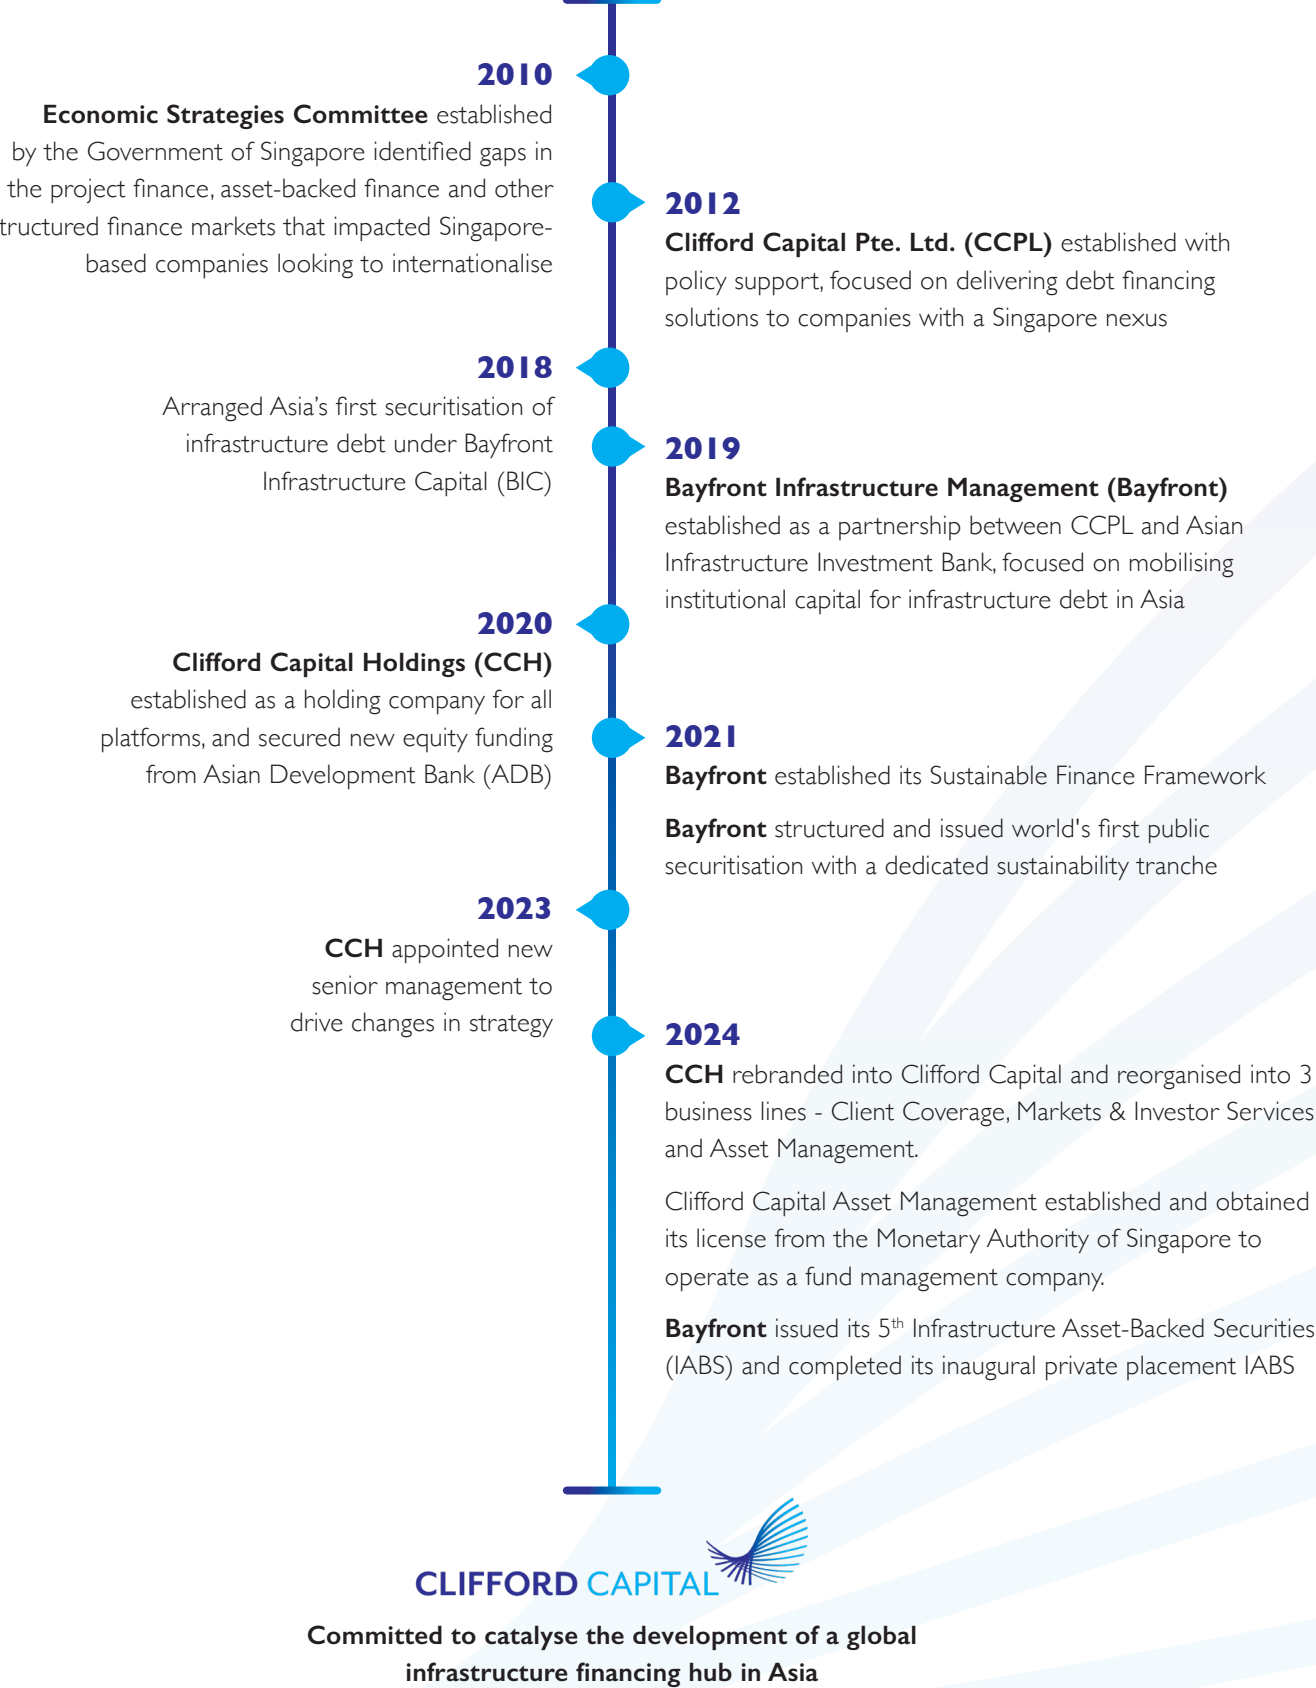 2010
Economic Strategies Committee established
by the Government of Singapore identified gaps in
the project finance, asset-backed finance and other
tructured finance markets that impacted Singapore-
based companies looking to internationalise
2012
Clifford Capital Pte. Ltd. (CCPL) established with
policy support, focused on delivering debt financing
solutions to companies with a Singapore nexus
2018
Arranged Asia’s first securitisation of
infrastructure debt under Bayfront
Infrastructure Capital (BIC)
2019
Bayfront Infrastructure Management (Bayfront)
established as a partnership between CCPL and Asian
Infrastructure Investment Bank, focused on mobilising
institutional capital for infrastructure debt in Asia
2020
Clifford Capital Holdings (CCH)
established as a holding company for all
platforms, and secured new equity funding
from Asian Development Bank (ADB)
2021
Bayfront established its Sustainable Finance Framework
Bayfront structured and issued world's first public
securitisation with a dedicated sustainability tranche
2023
CCH appointed new
senior management to
drive changes in strategy
2024
CCH rebranded into Clifford Capital and reorganised into 3
business lines - Client Coverage, Markets & Investor Services
and Asset Management.
Clifford Capital Asset Management established and obtained
its license from the Monetary Authority of Singapore to
operate as a fund management company.
Bayfront issued its 5th Infrastructure Asset-Backed Securities
(IABS) and completed its inaugural private placement IABS
CLIFFORD CAPITAL
Committed to catalyse the development of a global
infrastructure financing hub in Asia